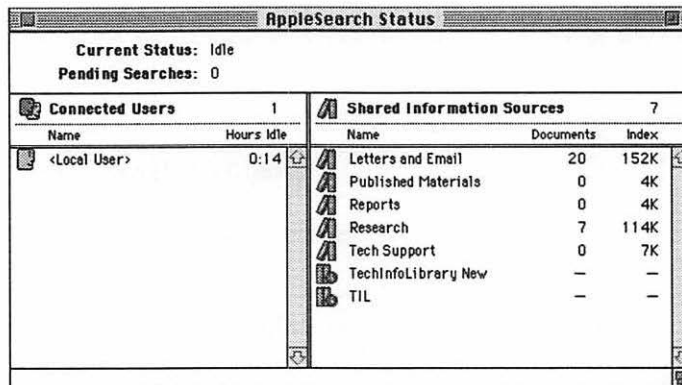 AppleSearch Status
Current Status: Idle
Pending Searches: 0
Connected Users 1
Name Hours Idle
<Local User> 0:14
Shared Information Sources 7
Name Documents Index
Letters and Email 20 152K
Published Materials 0 4K
Reports 0 4K
Research 7 114K
Tech Support 0 7K
TechInfoLibrary New — —
TIL — —